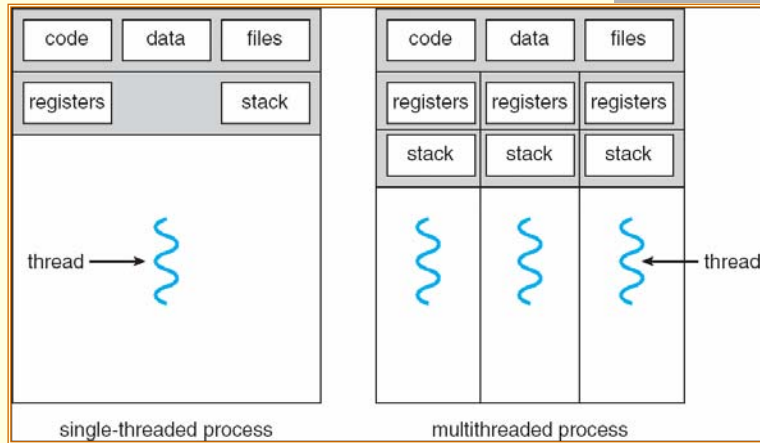 code data files
registers stack
thread
single-threaded process
code data files
registers registers registers
stack stack stack
thread
multithreaded process